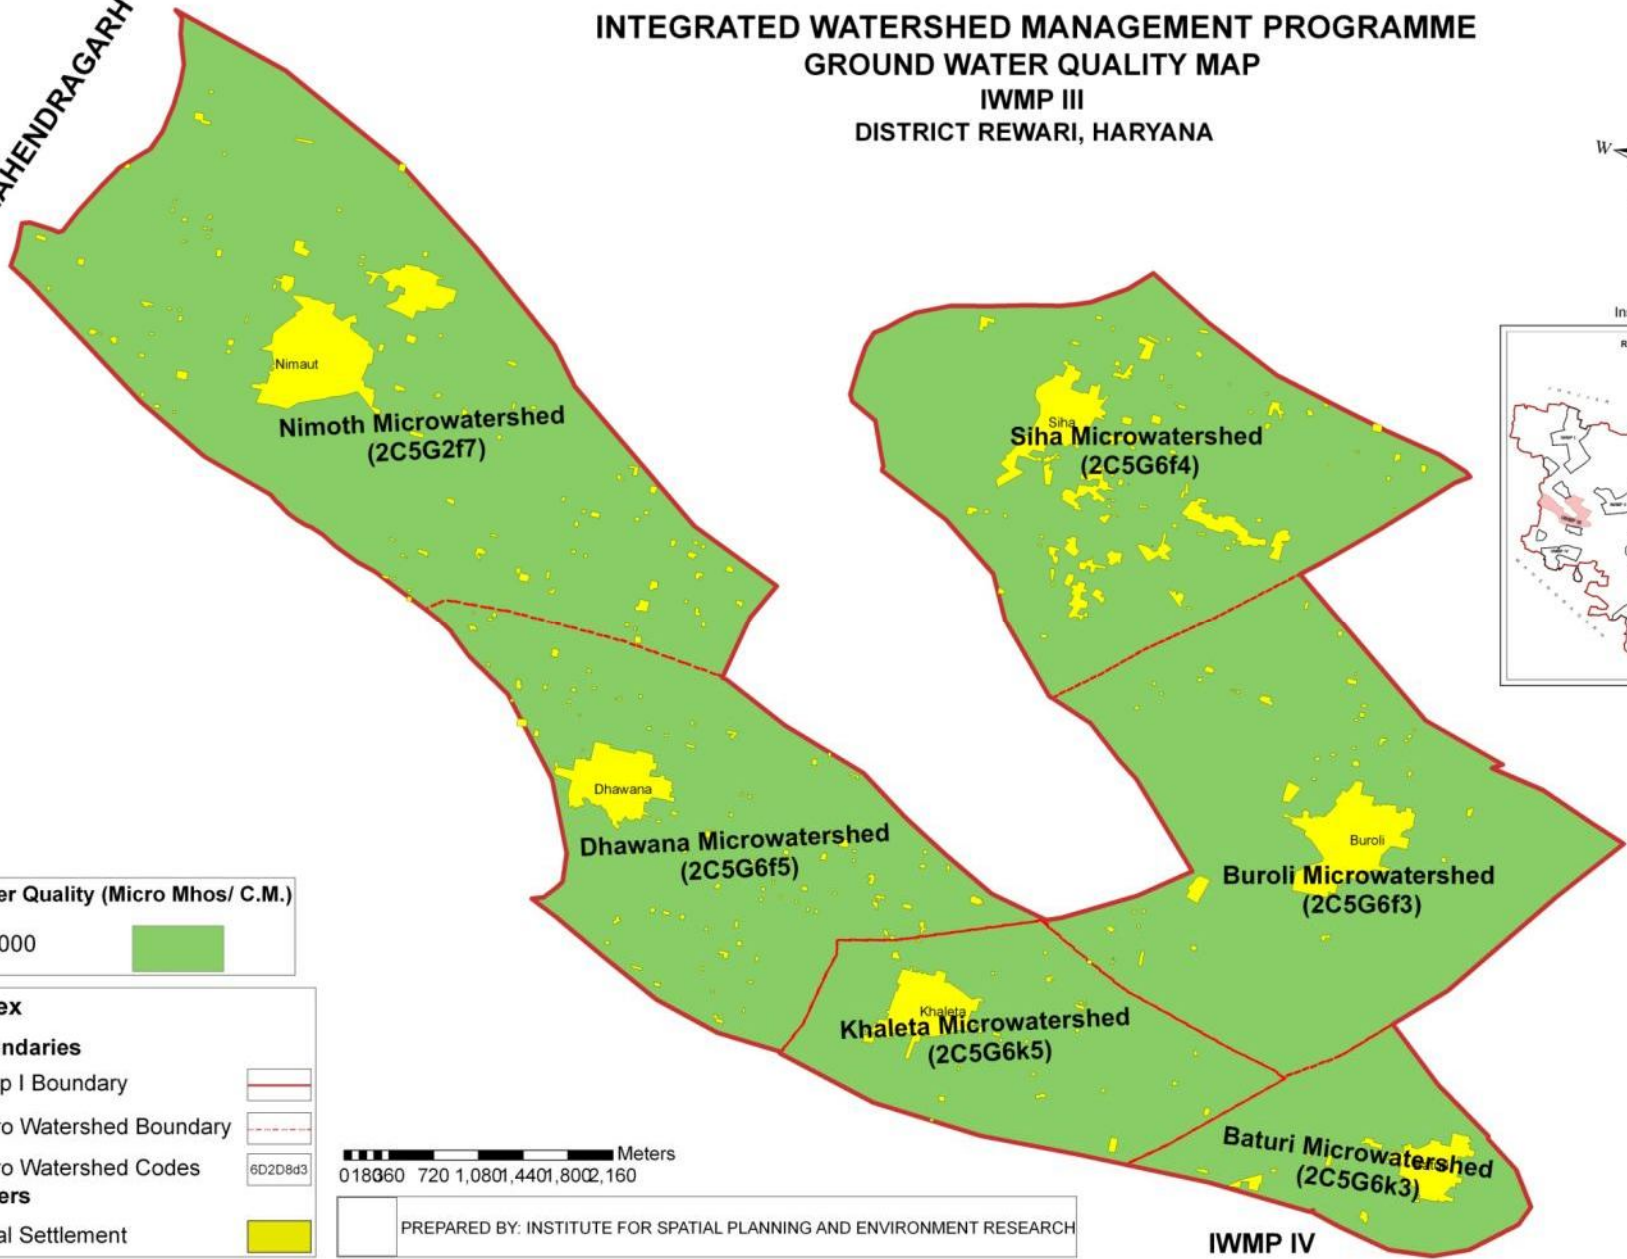 INTEGRATED WATERSHED MANAGEMENT PROGRAMME
GROUND WATER QUALITY MAP
IWMP III
DISTRICT REWARI, HARYANA
AHENDRAGARH
W
In
R
Nimaut
Nimoth Microwatershed
(2C5G2f7)
Siha
Siha Microwatershed
(2C5G6f4)
Dhawana
Dhawana Microwatershed
(2C5G6f5)
Buroli
Buroli Microwatershed
(2C5G6f3)
Khaleta
Khaleta Microwatershed
(2C5G6k5)
Baturi Microwatershed
(2C5G6k3)
er Quality (Micro Mhos/ C.M.)
000
ex
ndaries
p I Boundary
o Watershed Boundary
o Watershed Codes
6D2D8d3
ers
al Settlement
Meters
0 180 360 720 1,080 1,440 1,800 2,160
PREPARED BY: INSTITUTE FOR SPATIAL PLANNING AND ENVIRONMENT RESEARCH
IWMP IV